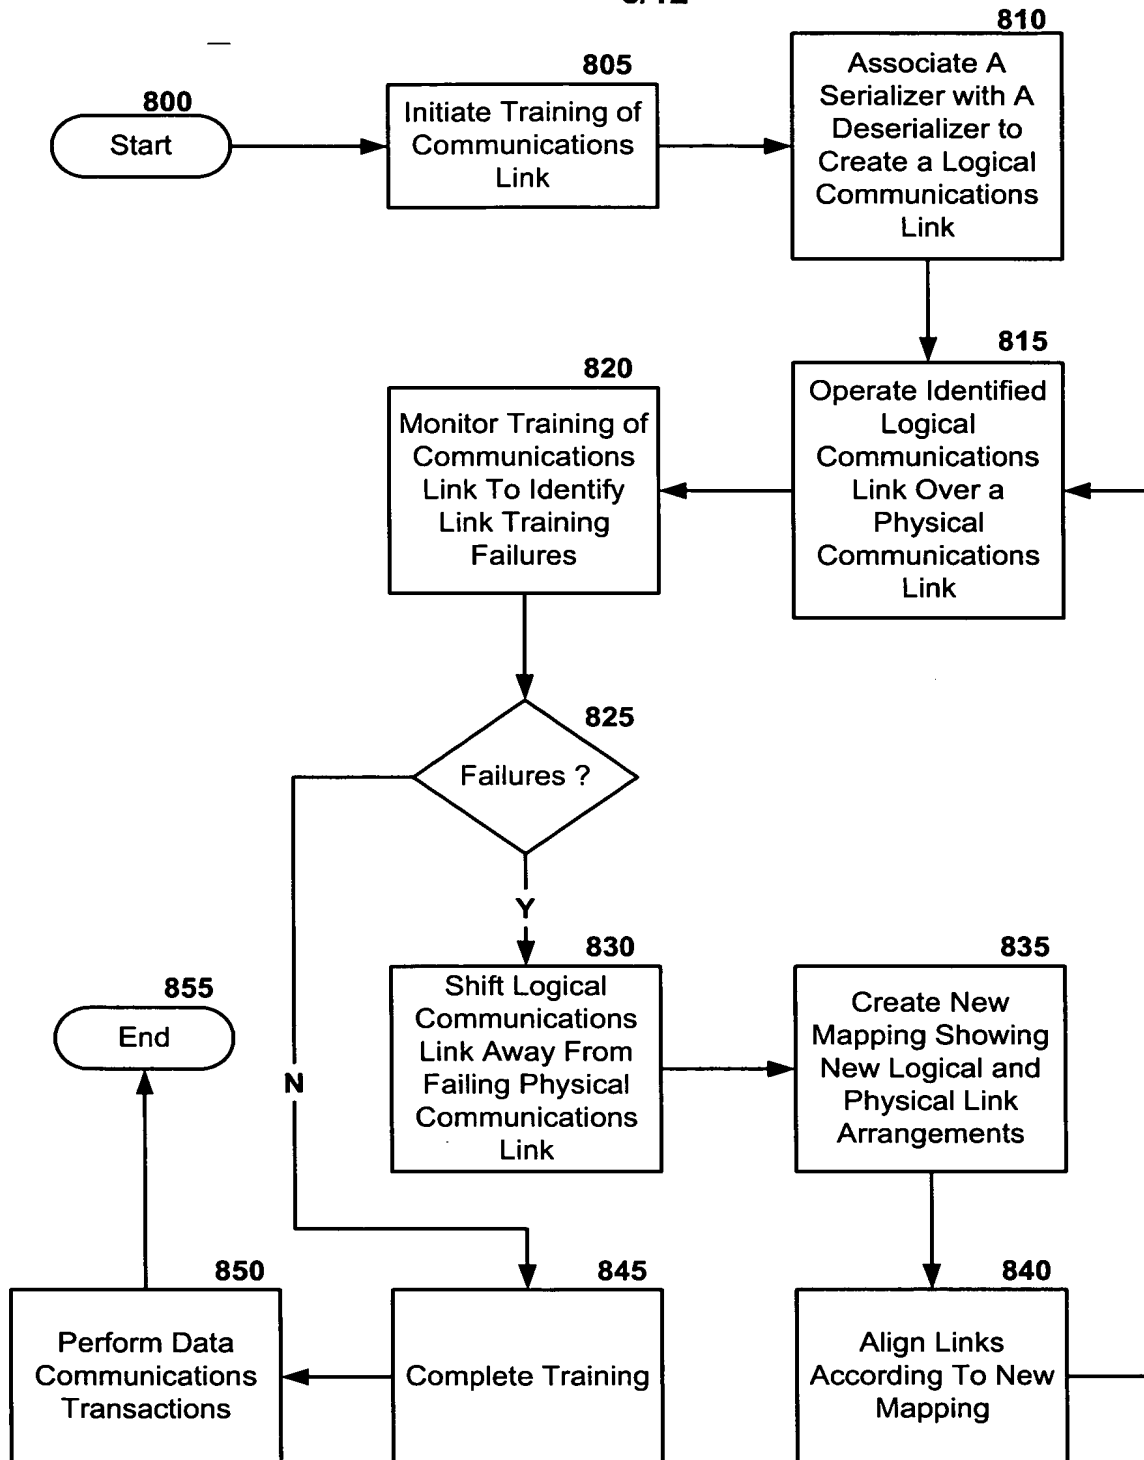 810
800
Start
805
Initiate Training of
Communications
Link
Associate A
Serializer with A
Deserializer to
Create a Logical
Communications
Link
815
Operate Identified
Logical
Communications
Link Over a
Physical
Communications
Link
820
Monitor Training of
Communications
Link To Identify
Link Training
Failures
825
Failures ?
Y
N
830
Shift Logical
Communications
Link Away From
Failing Physical
Communications
Link
835
Create New
Mapping Showing
New Logical and
Physical Link
Arrangements
840
Align Links
According To New
Mapping
845
Complete Training
850
Perform Data
Communications
Transactions
855
End